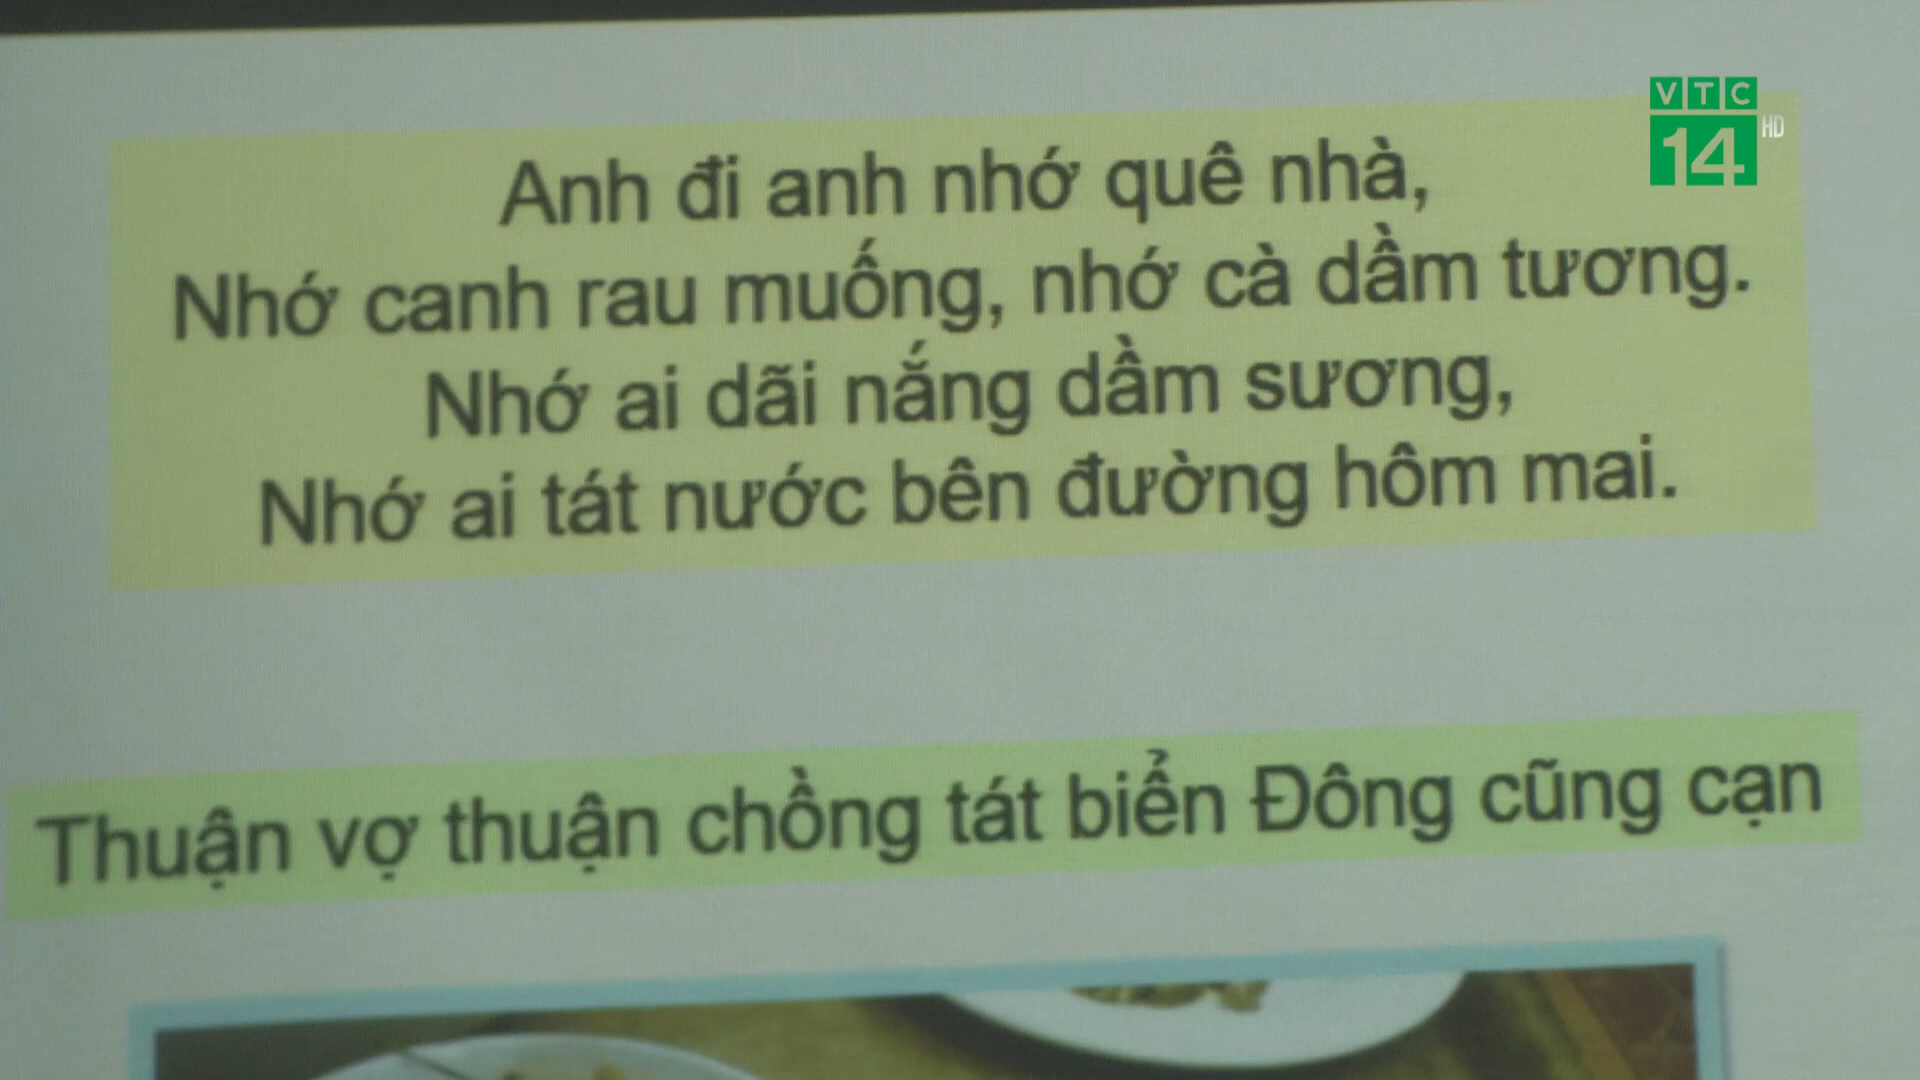 VTC
14 HD
Anh đi anh nhớ quê nhà,
Nhớ canh rau muống, nhớ cà dầm tương.
Nhớ ai dãi nắng dầm sương,
Nhớ ai tát nước bên đường hôm mai.
Thuận vợ thuận chồng tát biển Đông cũng cạn